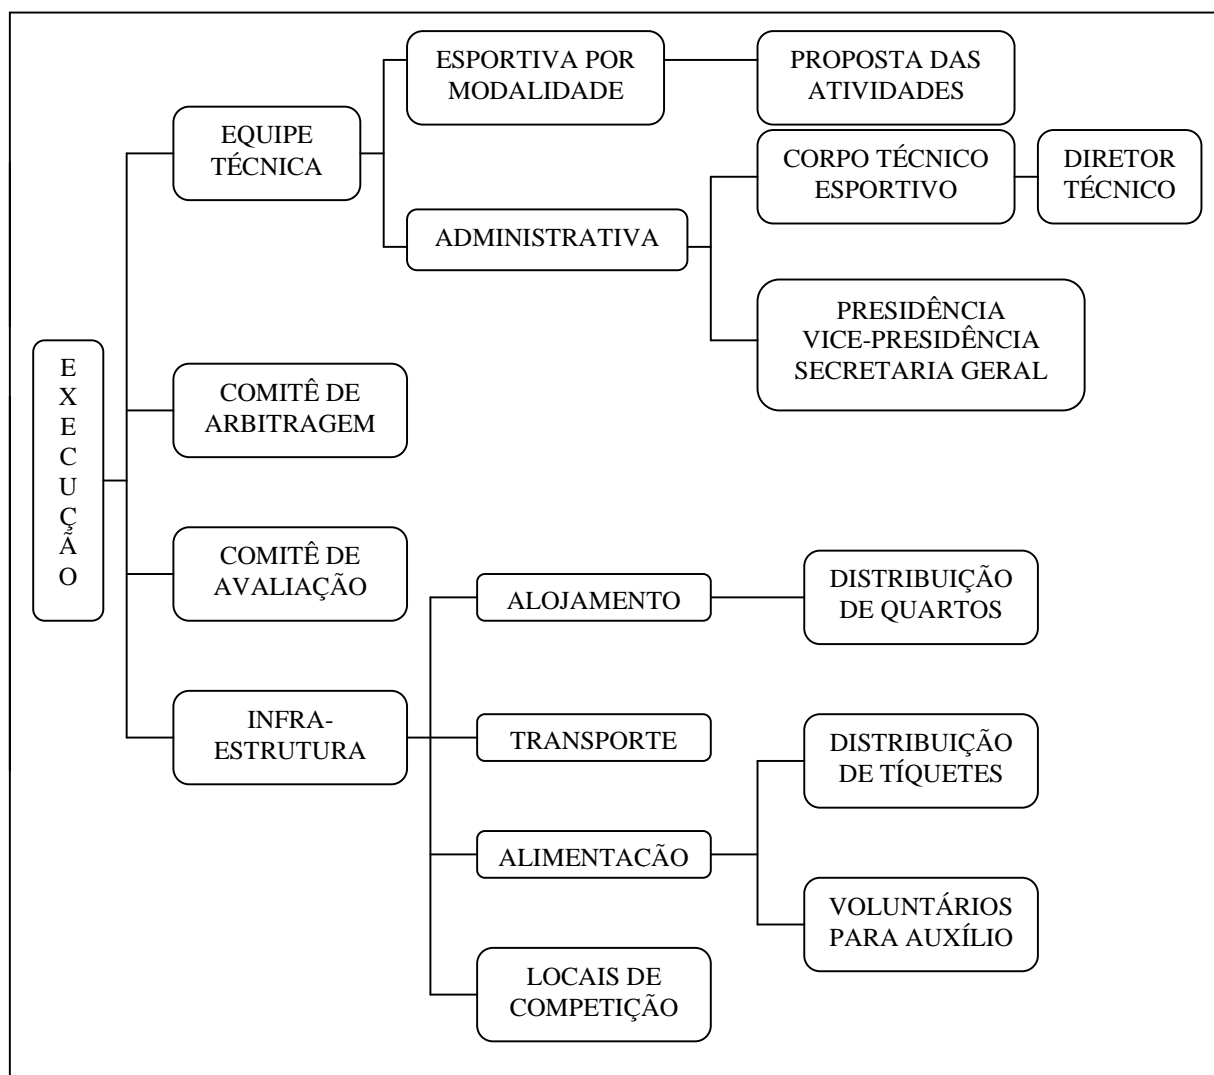 ESPORTIVA POR
MODALIDADE
PROPOSTA DAS
ATIVIDADES
EQUIPE
TÉCNICA
CORPO TÉCNICO
ESPORTIVO
DIRETOR
TÉCNICO
ADMINISTRATIVA
PRESIDÊNCIA
VICE-PRESIDÊNCIA
SECRETARIA GERAL
E
X
E
C
U
Ç
Ã
O
COMITÊ DE
ARBITRAGEM
COMITÊ DE
AVALIAÇÃO
ALOJAMENTO
DISTRIBUIÇÃO
DE QUARTOS
INFRA-
ESTRUTURA
TRANSPORTE
DISTRIBUIÇÃO
DE TÍQUETES
ALIMENTACÃO
VOLUNTÁRIOS
PARA AUXÍLIO
LOCAIS DE
COMPETIÇÃO